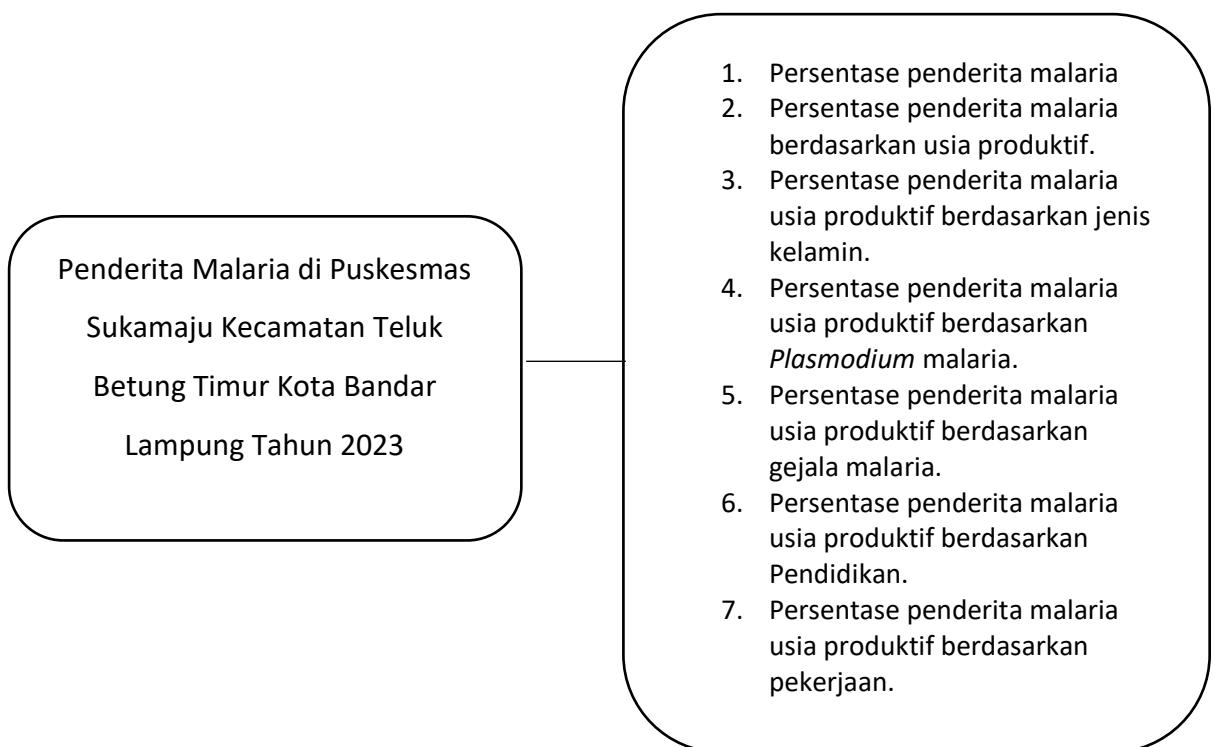 Penderita Malaria di Puskesmas
Sukamaju Kecamatan Teluk
Betung Timur Kota Bandar
Lampung Tahun 2023
1. Persentase penderita malaria
2. Persentase penderita malaria
berdasarkan usia produktif.
3. Persentase penderita malaria
usia produktif berdasarkan jenis
kelamin.
4. Persentase penderita malaria
usia produktif berdasarkan
Plasmodium malaria.
5. Persentase penderita malaria
usia produktif berdasarkan
gejala malaria.
6. Persentase penderita malaria
usia produktif berdasarkan
Pendidikan.
7. Persentase penderita malaria
usia produktif berdasarkan
pekerjaan.